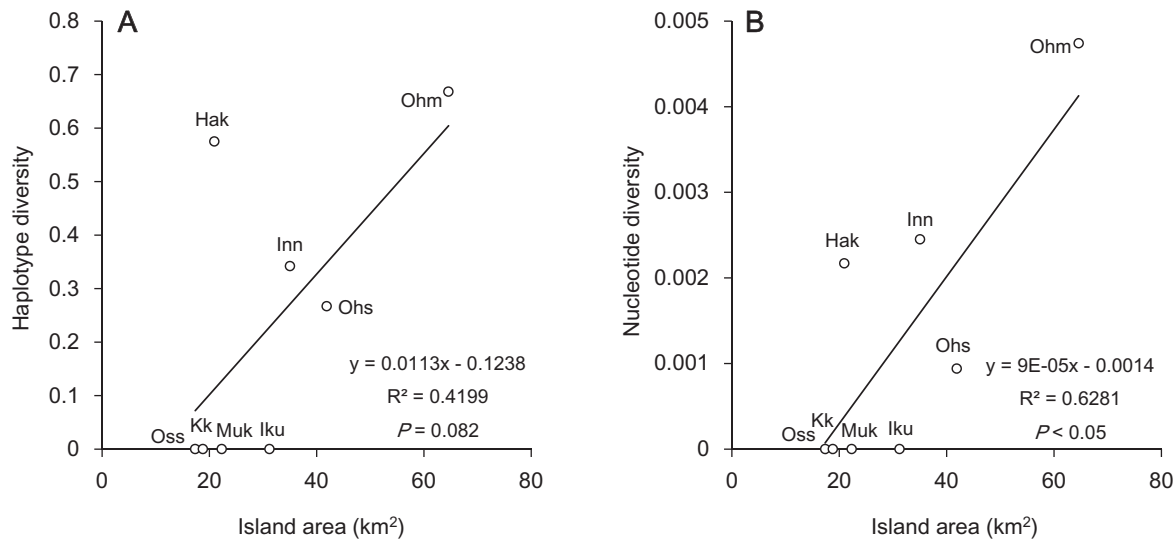 A
Haplotype diversity
0.8
0.7
0.6
0.5
0.4
0.3
0.2
0.1
0
Ohm
Hak
Inn
Ohs
y = 0.0113x - 0.1238
R² = 0.4199
P = 0.082
Oss
Kk
Muk
Iku
0
20
40
60
80
Island area (km²)
B
Nucleotide diversity
0.005
0.004
0.003
0.002
0.001
0
Ohm
Inn
Hak
Ohs
y = 9E-05x - 0.0014
R² = 0.6281
P < 0.05
Oss
Kk
Muk
Iku
0
20
40
60
80
Island area (km²)